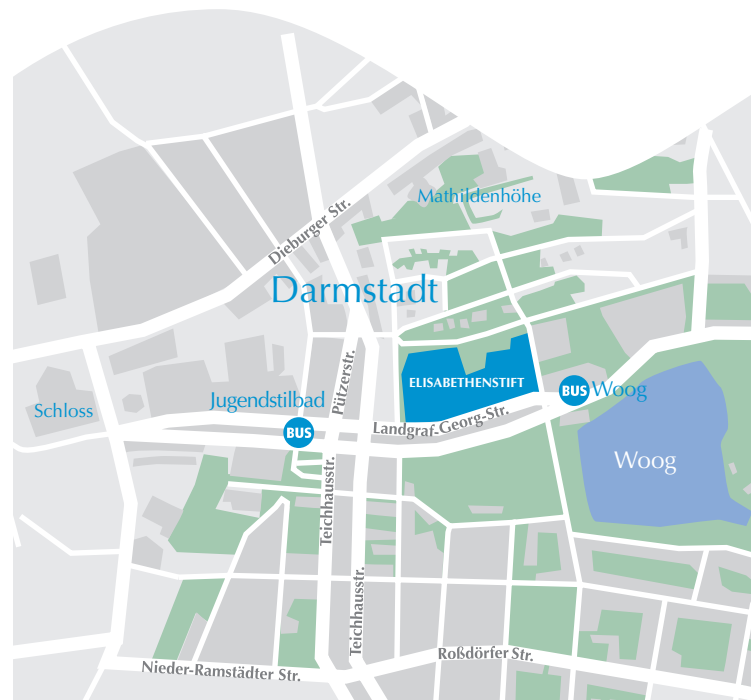 Mathildenhöhe
Dieburger Str.
Darmstadt
Pützerstr.
ELISABETHENSTIFT
BUS Woog
Jugendstilbad
Schloss
BUS
Landgraf-Georg-Str.
Woog
Teichhausstr.
Teichhausstr.
Roßdörfer Str.
Nieder-Ramstädter Str.